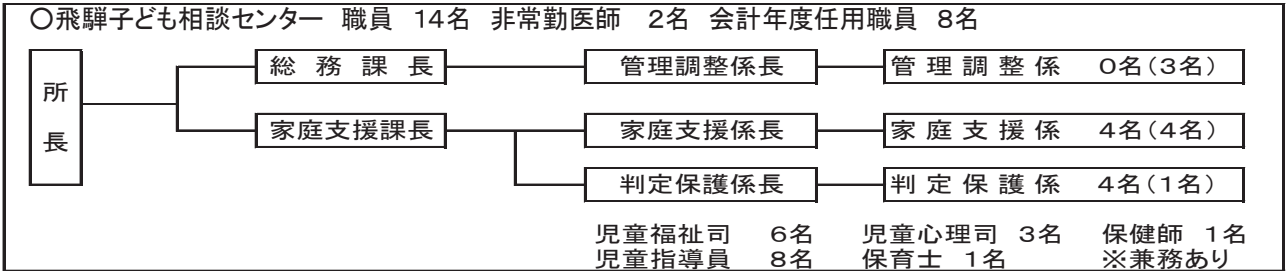 〇飛騨子ども相談センター 職員 14名 非常勤医師 2名 会計年度任用職員 8名
所長
総務課長 管理調整係長 管理調整係 0名(3名)
家庭支援課長 家庭支援係長 家庭支援係 4名(4名)
判定保護係長 判定保護係 4名(1名)
児童福祉司 6名 児童心理司 3名 保健師 1名
児童指導員 8名 保育士 1名 ※兼務あり